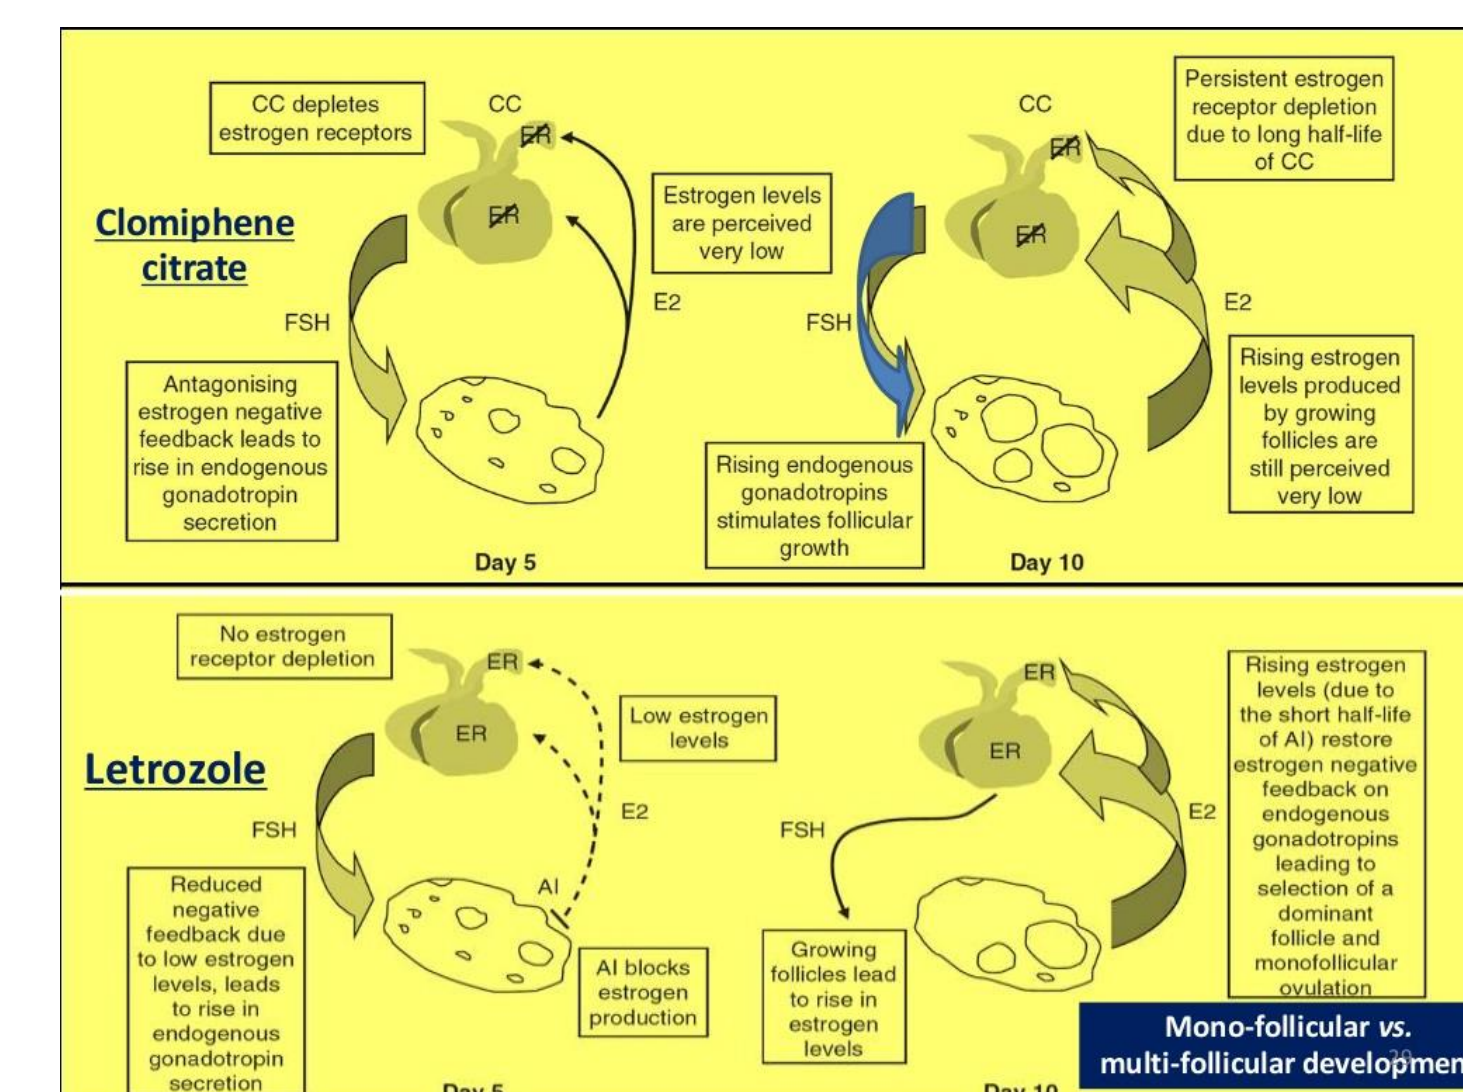 CC depletes
estrogen receptors
CC
ER
ER
Clomiphene
citrate
Estrogen levels
are perceived
very low
E2
FSH
Antagonising
estrogen negative
feedback leads to
rise in endogenous
gonadotropin
secretion
Day 5
CC
ER
ER
Persistent estrogen
receptor depletion
due to long half-life
of CC
FSH
E2
Rising endogenous
gonadotropins
stimulates follicular
growth
Rising estrogen
levels produced
by growing
follicles are
still perceived
very low
Day 10
No estrogen
receptor depletion
ER
ER
Letrozole
Low estrogen
levels
E2
FSH
AI
Reduced
negative
feedback due
to low estrogen
levels, leads
to rise in
endogenous
gonadotropin
secretion
AI blocks
estrogen
production
Day 5
ER
ER
FSH
E2
Growing
follicles lead
to rise in
estrogen
levels
Rising estrogen
levels (due to
the short half-life
of AI) restore
estrogen negative
feedback on
endogenous
gonadotropins
leading to
selection of a
dominant
follicle and
monofollicular
ovulation
Day 10
Mono-follicular vs.
multi-follicular developmen
29